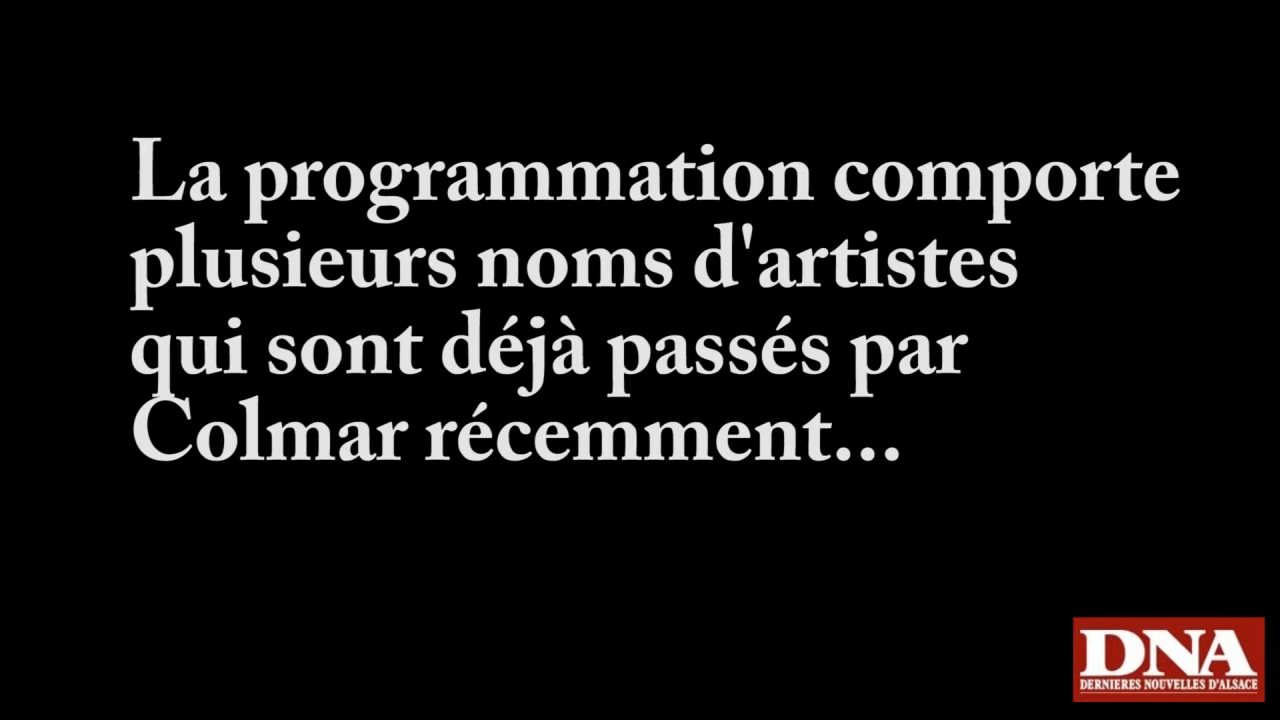 La programmation comporte
plusieurs noms d'artistes
qui sont déjà passés par
Colmar récemment...
DNA
DERNIERES NOUVELLES D'ALSACE